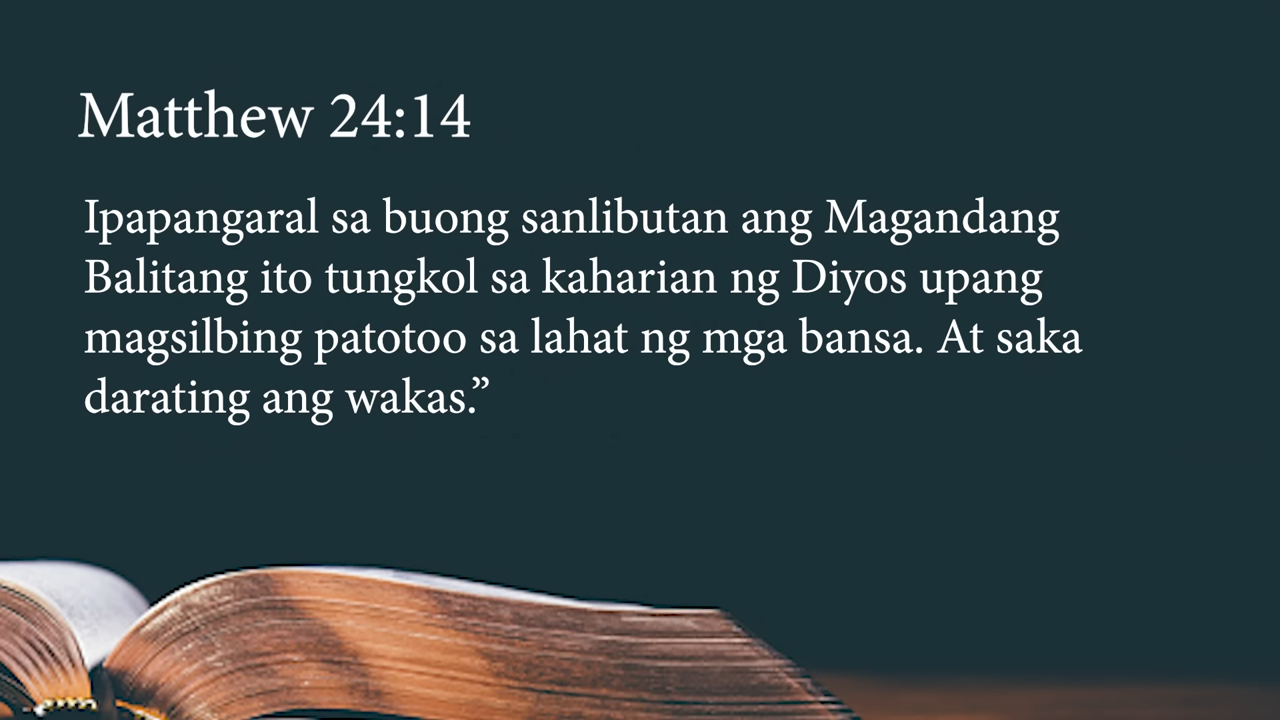 Matthew 24:14
Ipapangaral sa buong sanlibutan ang Magandang
Balitang ito tungkol sa kaharian ng Diyos upang
magsilbing patotoo sa lahat ng mga bansa. At saka
darating ang wakas.”